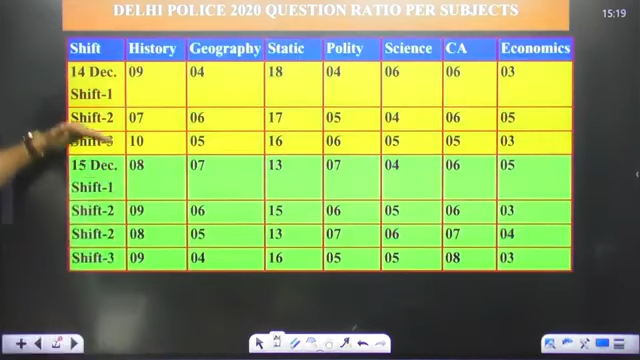 DELHI POLICE 2020 QUESTION RATIO PER SUBJECTS
15:19
Shift History Geography Static Polity Science CA Economics
14 Dec. 09 04 18 04 06 06 03
Shift-1
Shift-2 07 06 17 05 04 06 05
Shift-3 10 05 16 06 05 05 03
15 Dec. 08 07 13 07 04 06 05
Shift-1
Shift-2 09 06 15 06 05 06 03
Shift-2 08 05 13 07 06 07 04
Shift-3 09 04 16 05 05 08 03